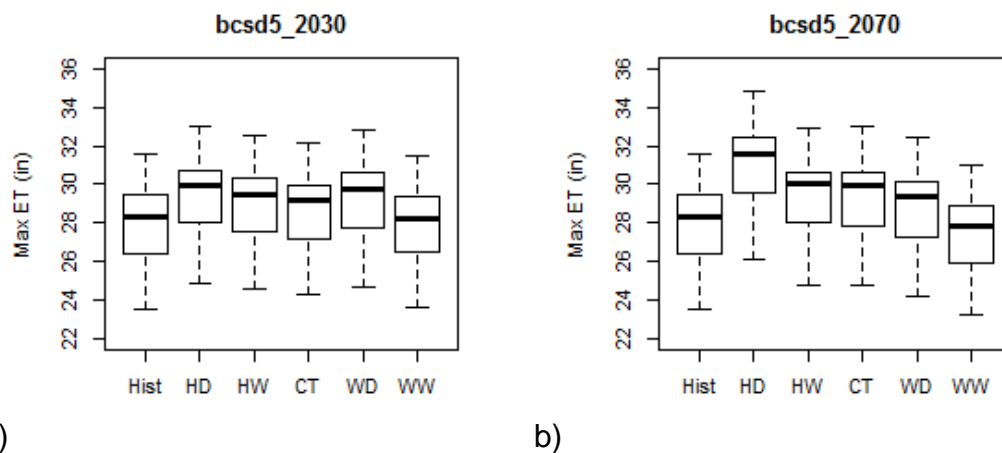 bcsd5_2030
Max ET (in)
36
34
32
30
28
26
24
22
Hist HD HW CT WD WW
)
bcsd5_2070
Max ET (in)
36
34
32
30
28
26
24
22
Hist HD HW CT WD WW
b)